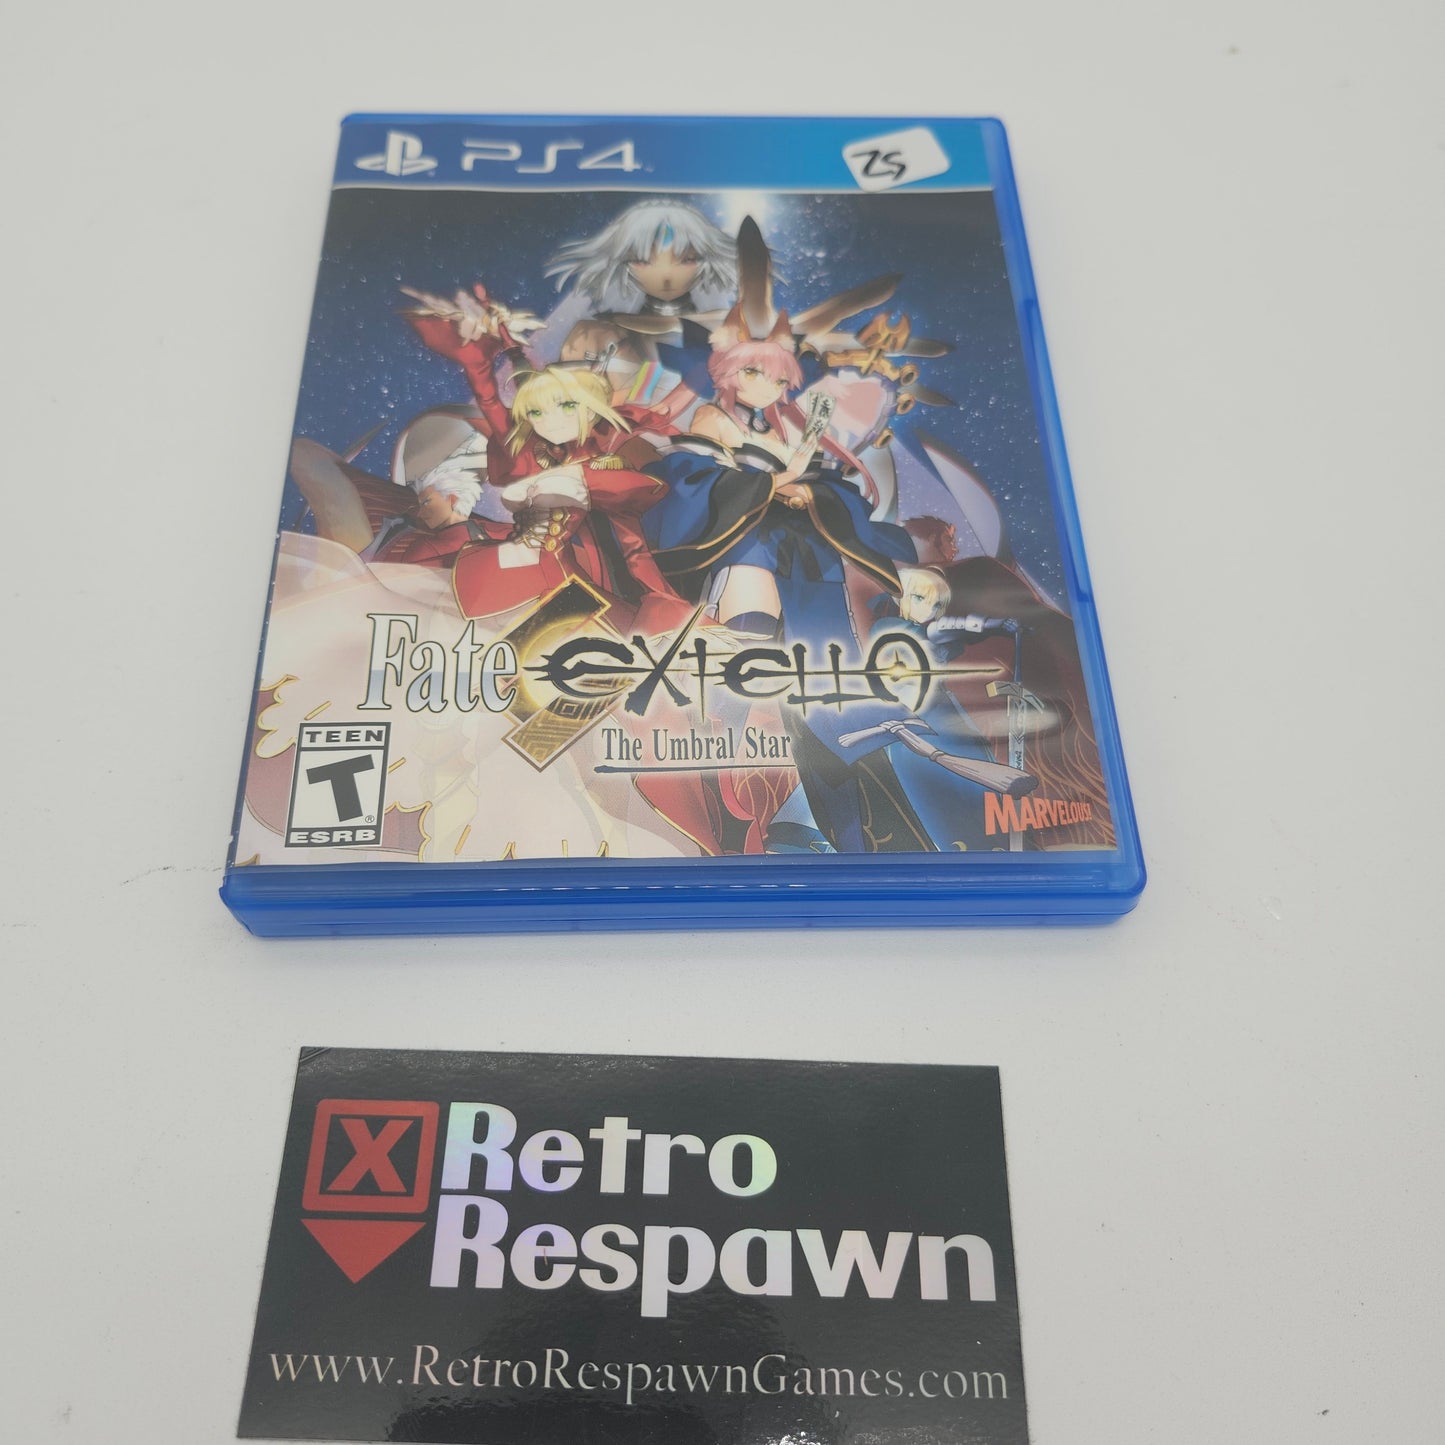 PS4
25
Fate
EXTELLA
The Umbral Star
TEEN
T
ESRB
MARVELOUS!
X
Retro
Respawn
www.RetroRespawnGames.com